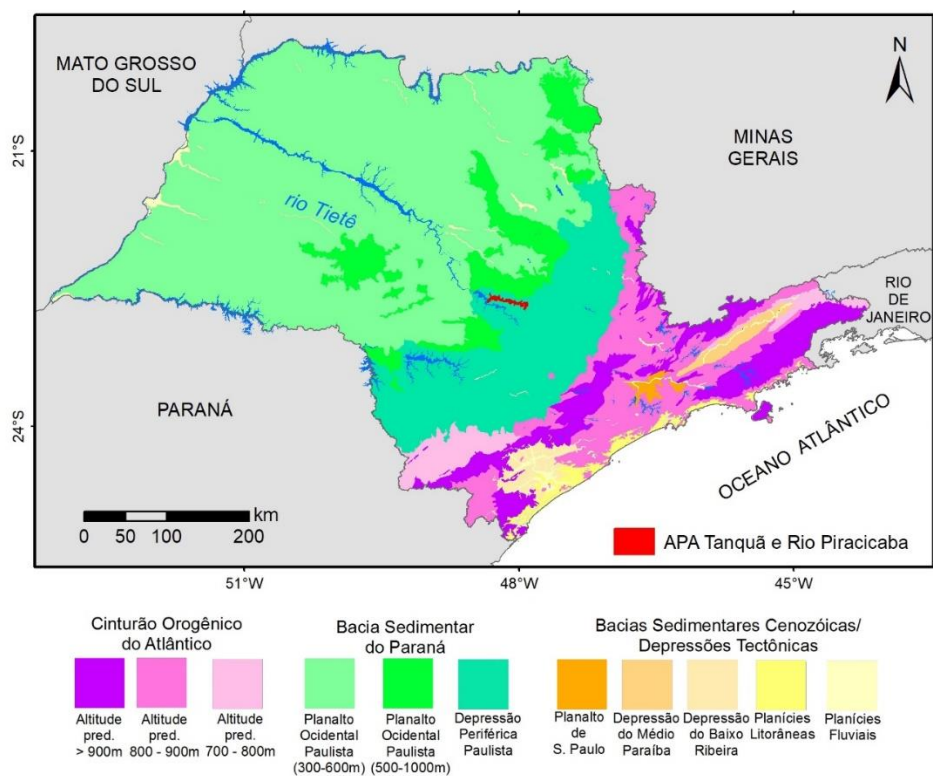 MATO GROSSO
DO SUL
N
MINAS
GERAIS
21°S
rio Tietê
RIO
DE
JANEIRO
PARANÁ
24°S
OCEANO ATLÂNTICO
km
0 50 100 200
APA Tanquã e Rio Piracicaba
51°W 48°W 45°W
Cinturão Orogênico
do Atlântico
Altitude
pred.
> 900m
Altitude
pred.
800 - 900m
Altitude
pred.
700 - 800m
Bacia Sedimentar
do Paraná
Planalto
Ocidental
Paulista
(300-600m)
Planalto
Ocidental
Paulista
(500-1000m)
Depressão
Periférica
Paulista
Bacias Sedimentares Cenozóicas/
Depressões Tectônicas
Planalto
de
S. Paulo
Depressão
do Médio
Paraíba
Depressão
do Baixo
Ribeira
Planícies
Litorâneas
Planícies
Fluviais